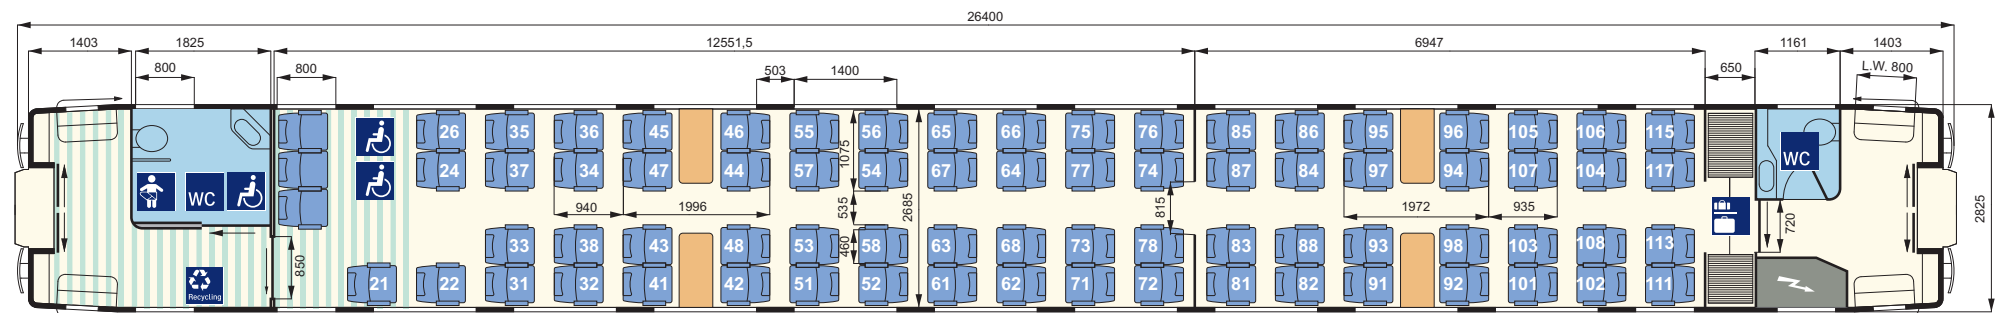 26400
1403 1825 12551,5 6947 1161 1403
800 800 503 1400 650 L.W. 800
26 35 36 45 46 55 56 65 66 75 76 85 86 95 96 105 106 115
1075
WC
24 37 34 47 44 57 54 67 64 77 74 87 84 97 94 107 104 117
WC
940 1996 535 2685 815 1972 935 720 2825
33 38 43 48 53 58 63 68 73 78 83 88 93 98 103 108 113
850 460
21 22 31 32 41 42 51 52 61 62 71 72 81 82 91 92 101 102 111
Recycling